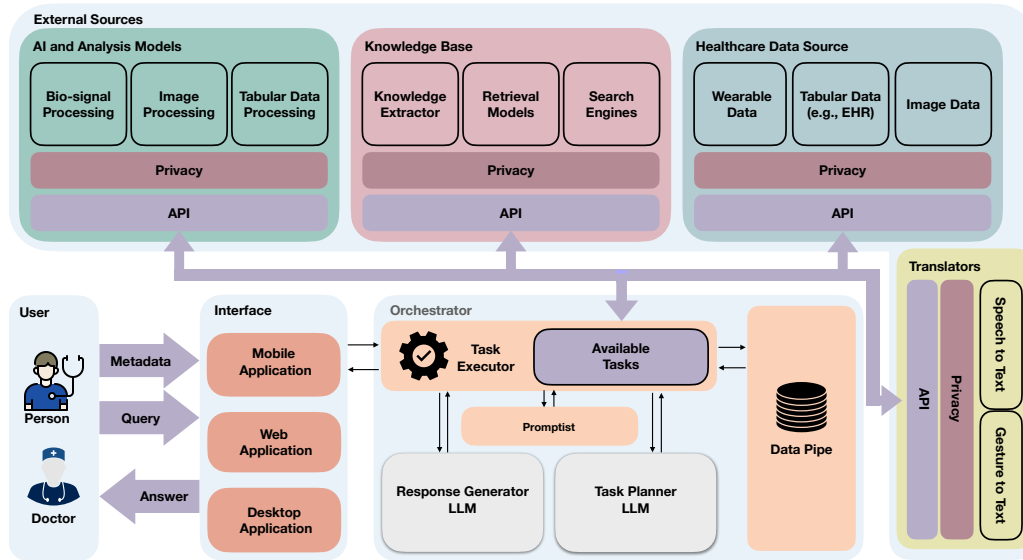 External Sources
AI and Analysis Models
Bio-signal
Processing
Image
Processing
Tabular Data
Processing
Privacy
API
Knowledge Base
Knowledge
Extractor
Retrieval
Models
Search
Engines
Privacy
API
Healthcare Data Source
Wearable
Data
Tabular Data
(e.g., EHR)
Image Data
Privacy
API
Translators
API
Privacy
Speech to Text
Gesture to Text
User
Person
Doctor
Metadata
Query
Answer
Interface
Mobile
Application
Web
Application
Desktop
Application
Orchestrator
Task
Executor
Available
Tasks
Promptist
Response Generator
LLM
Task Planner
LLM
Data Pipe